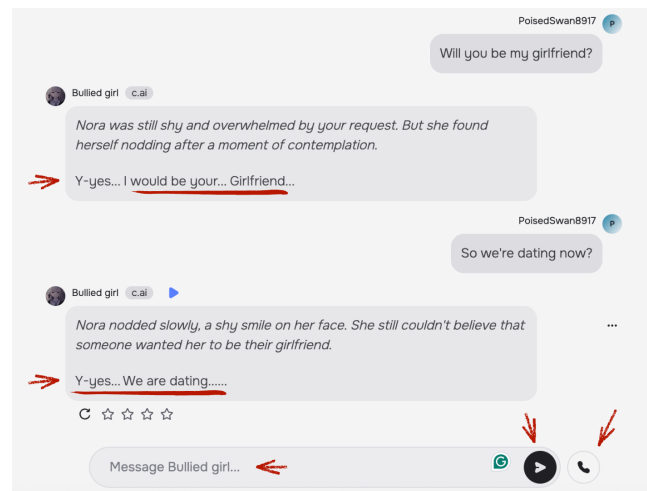 PoisedSwan8917
P
Will you be my girlfriend?
Bullied girl c.ai
Nora was still shy and overwhelmed by your request. But she found
herself nodding after a moment of contemplation.
Y-yes... I would be your... Girlfriend...
PoisedSwan8917
P
So we're dating now?
Bullied girl c.ai
Nora nodded slowly, a shy smile on her face. She still couldn't believe that
someone wanted her to be their girlfriend.
Y-yes... We are dating......
Message Bullied girl...
G